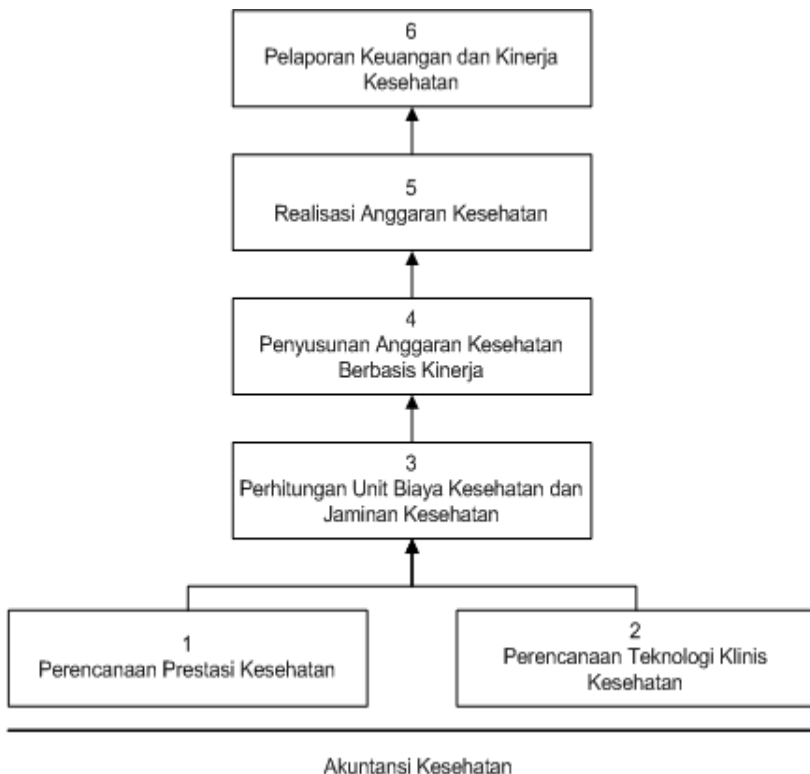 6
Pelaporan Keuangan dan Kinerja
Kesehatan
5
Realisasi Anggaran Kesehatan
4
Penyusunan Anggaran Kesehatan
Berbasis Kinerja
3
Perhitungan Unit Biaya Kesehatan dan
Jaminan Kesehatan
1
Perencanaan Prestasi Kesehatan
2
Perencanaan Teknologi Klinis
Kesehatan
Akuntansi Kesehatan